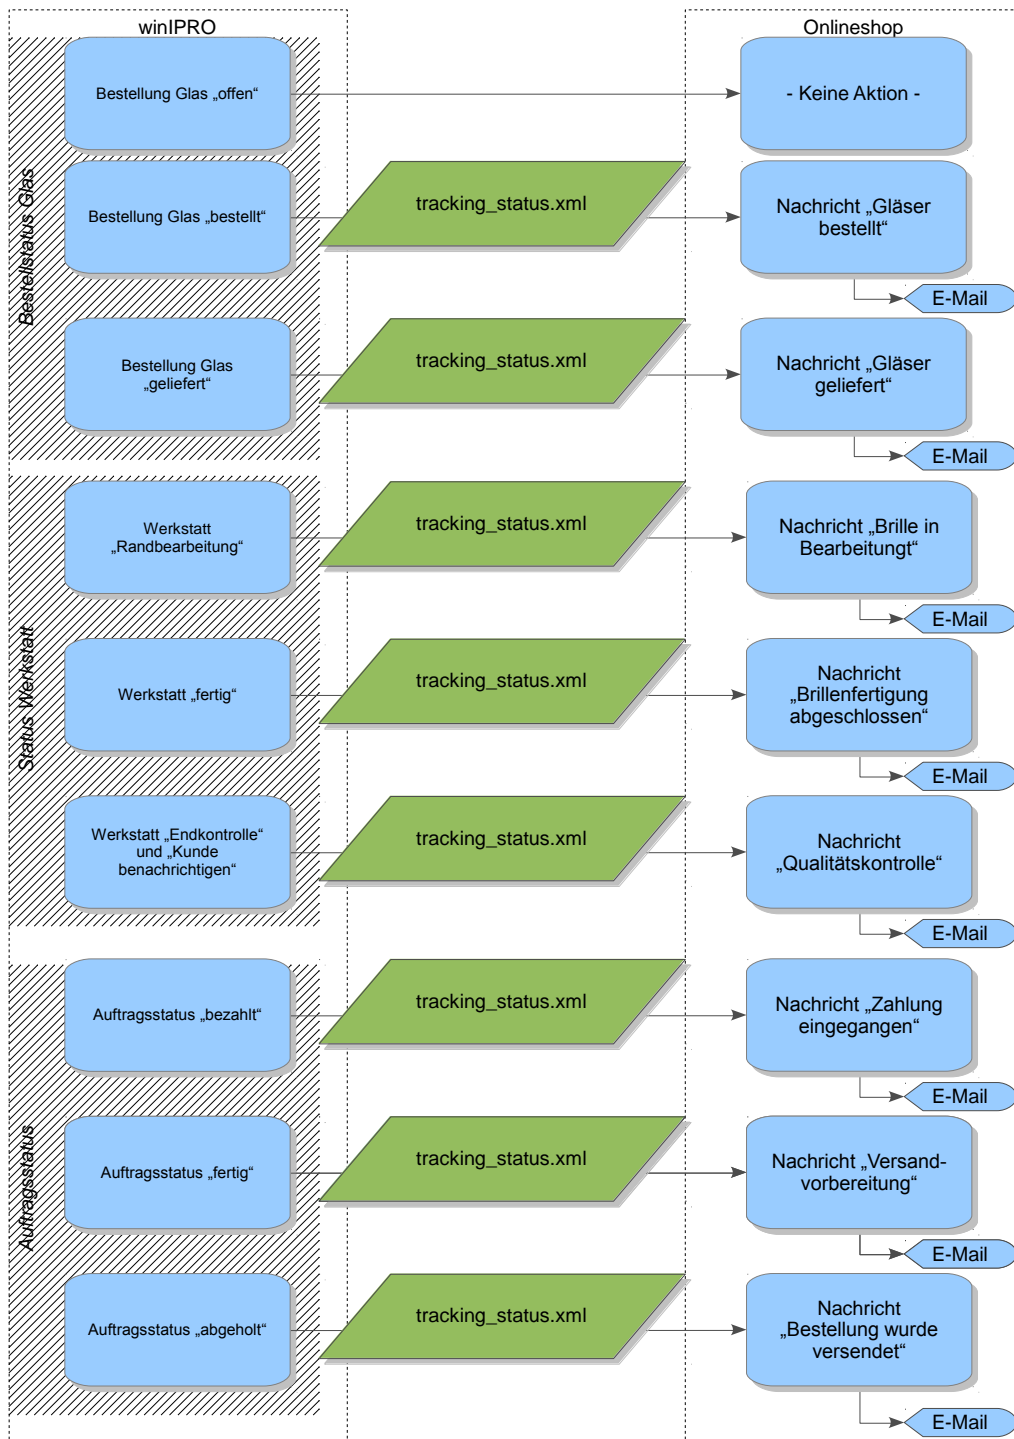 winIPRO
Onlineshop
Bestellstatus Glas
Bestellung Glas „offen“
- Keine Aktion -
Bestellung Glas „bestellt“
tracking_status.xml
Nachricht „Gläser
bestellt“
E-Mail
Bestellung Glas
„geliefert“
tracking_status.xml
Nachricht „Gläser
geliefert“
E-Mail
Status Werkstatt
Werkstatt
„Randbearbeitung“
tracking_status.xml
Nachricht „Brille in
Bearbeitungt“
E-Mail
Werkstatt „fertig“
tracking_status.xml
Nachricht
„Brillenfertigung
abgeschlossen“
E-Mail
Werkstatt „Endkontrolle“
und „Kunde
benachrichtigen“
tracking_status.xml
Nachricht
„Qualitätskontrolle“
E-Mail
Auftragsstatus
Auftragsstatus „bezahlt“
tracking_status.xml
Nachricht „Zahlung
eingegangen“
E-Mail
Auftragsstatus „fertig“
tracking_status.xml
Nachricht „Versand-
vorbereitung“
E-Mail
Auftragsstatus „abgeholt“
tracking_status.xml
Nachricht
„Bestellung wurde
versendet“
E-Mail